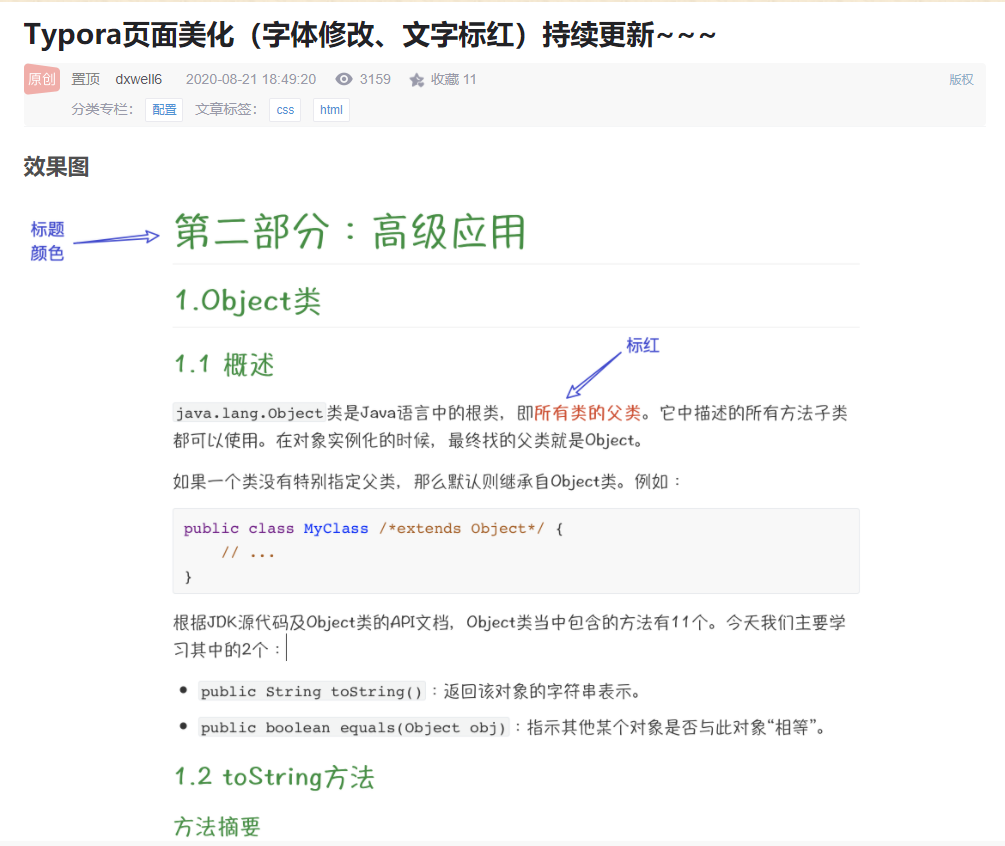 Typora页面美化（字体修改、文字标红）持续更新~~~
原创 置顶 dxwell6 2020-08-21 18:49:20 3159 收藏 11 版权
分类专栏： 配置 文章标签： css html
效果图
标题
颜色
第二部分：高级应用
1.Object类
标红
1.1 概述
java.lang.Object类是Java语言中的根类，即所有类的父类。它中描述的所有方法子类
都可以使用。在对象实例化的时候，最终找的父类就是Object。
如果一个类没有特别指定父类，那么默认则继承自Object类。例如：
public class MyClass /*extends Object*/ {
// ...
}
根据JDK源代码及Object类的API文档，Object类当中包含的方法有11个。今天我们主要学
习其中的2个：
public String toString()：返回该对象的字符串表示。
public boolean equals(Object obj)：指示其他某个对象是否与此对象“相等”。
1.2 toString方法
方法摘要